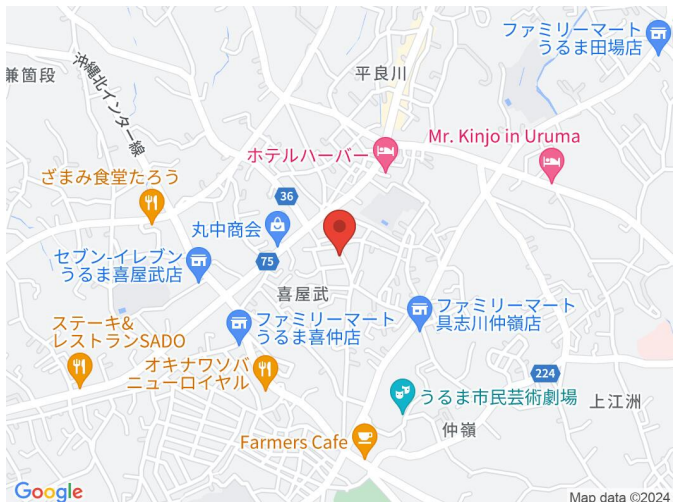 ファミリーマート
うるま田場店
兼箇段
沖縄北インター線
平良川
Mr. Kinjo in Uruma
ホテルハーバー
ざまみ食堂たろう
36
丸中商会
セブン-イレブン
うるま喜屋武店
75
喜屋武
ファミリーマート
具志川仲嶺店
ステーキ&
レストランSADO
ファミリーマート
うるま喜仲店
オキナワソバ
ニューロイヤル
224
うるま市民芸術劇場
上江洲
仲嶺
Farmers Cafe
Google
Map data ©2024